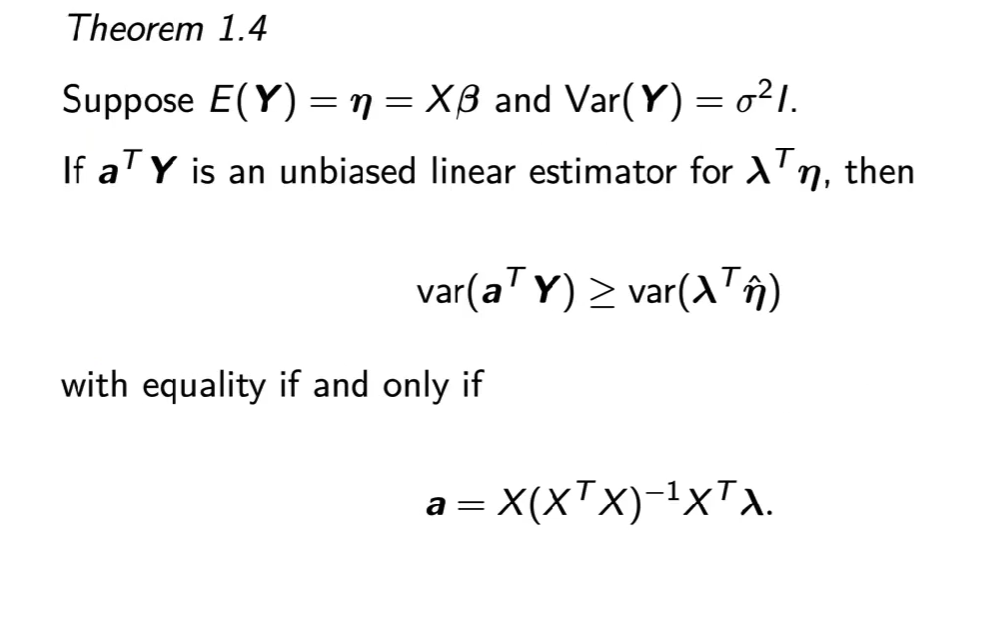 Theorem 1.4
Suppose E(Y) = η = Xβ and Var(Y) = σ²I.
If aᵀY is an unbiased linear estimator for λᵀη, then
var(aᵀY) ≥ var(λᵀη̂)
with equality if and only if
a = X(XᵀX)⁻¹Xᵀλ.